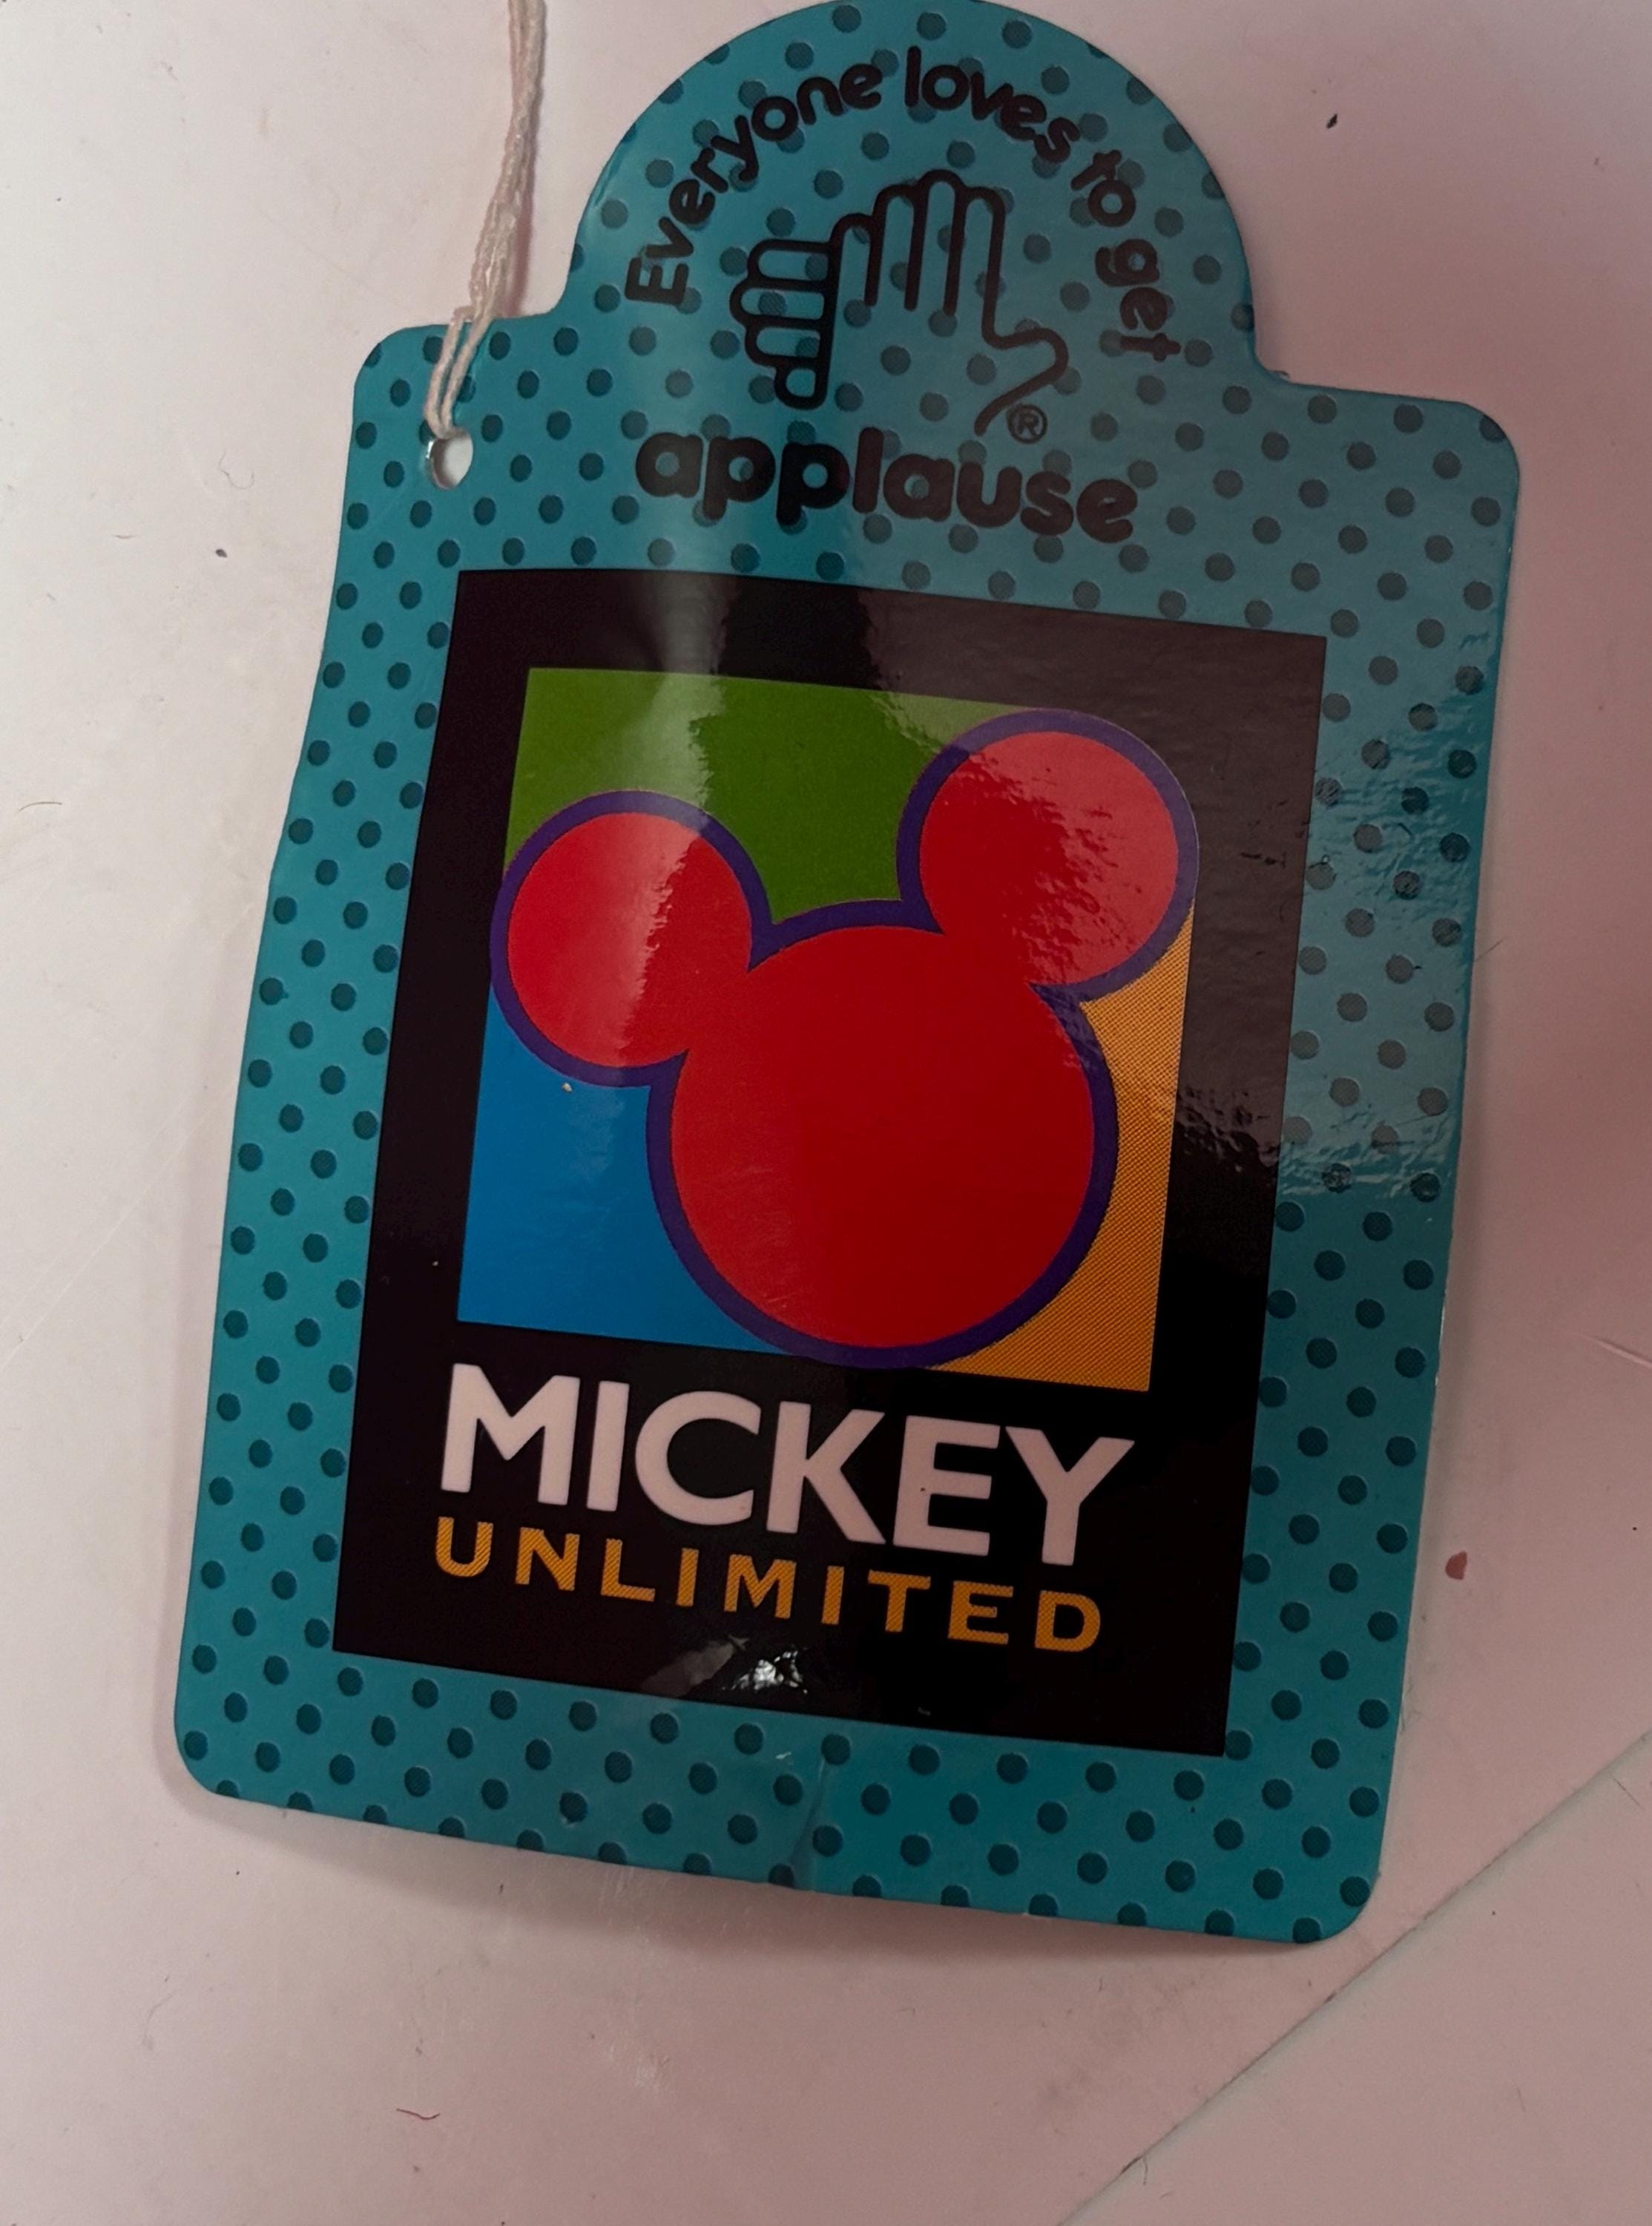 Everyone loves to get
®
applause
MICKEY
UNLIMITED